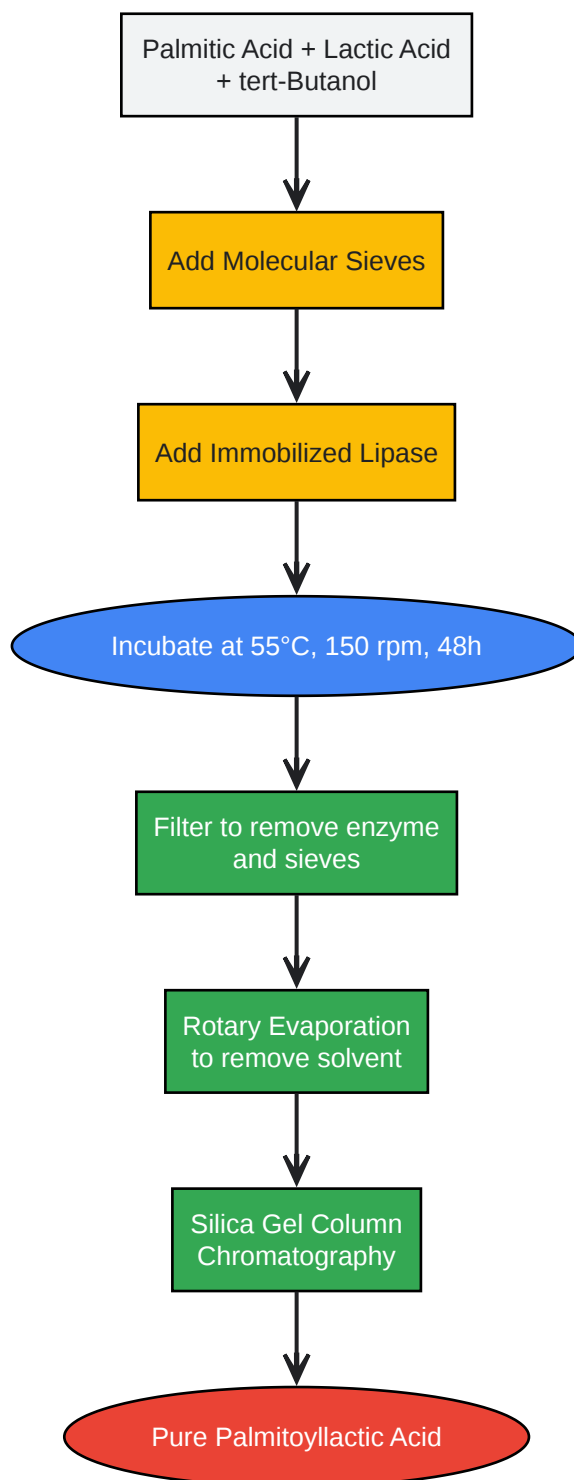 Palmitic Acid + Lactic Acid
+ tert-Butanol
Add Molecular Sieves
Add Immobilized Lipase
Incubate at 55°C, 150 rpm, 48h
Filter to remove enzyme
and sieves
Rotary Evaporation
to remove solvent
Silica Gel Column
Chromatography
Pure Palmitoyllactic Acid